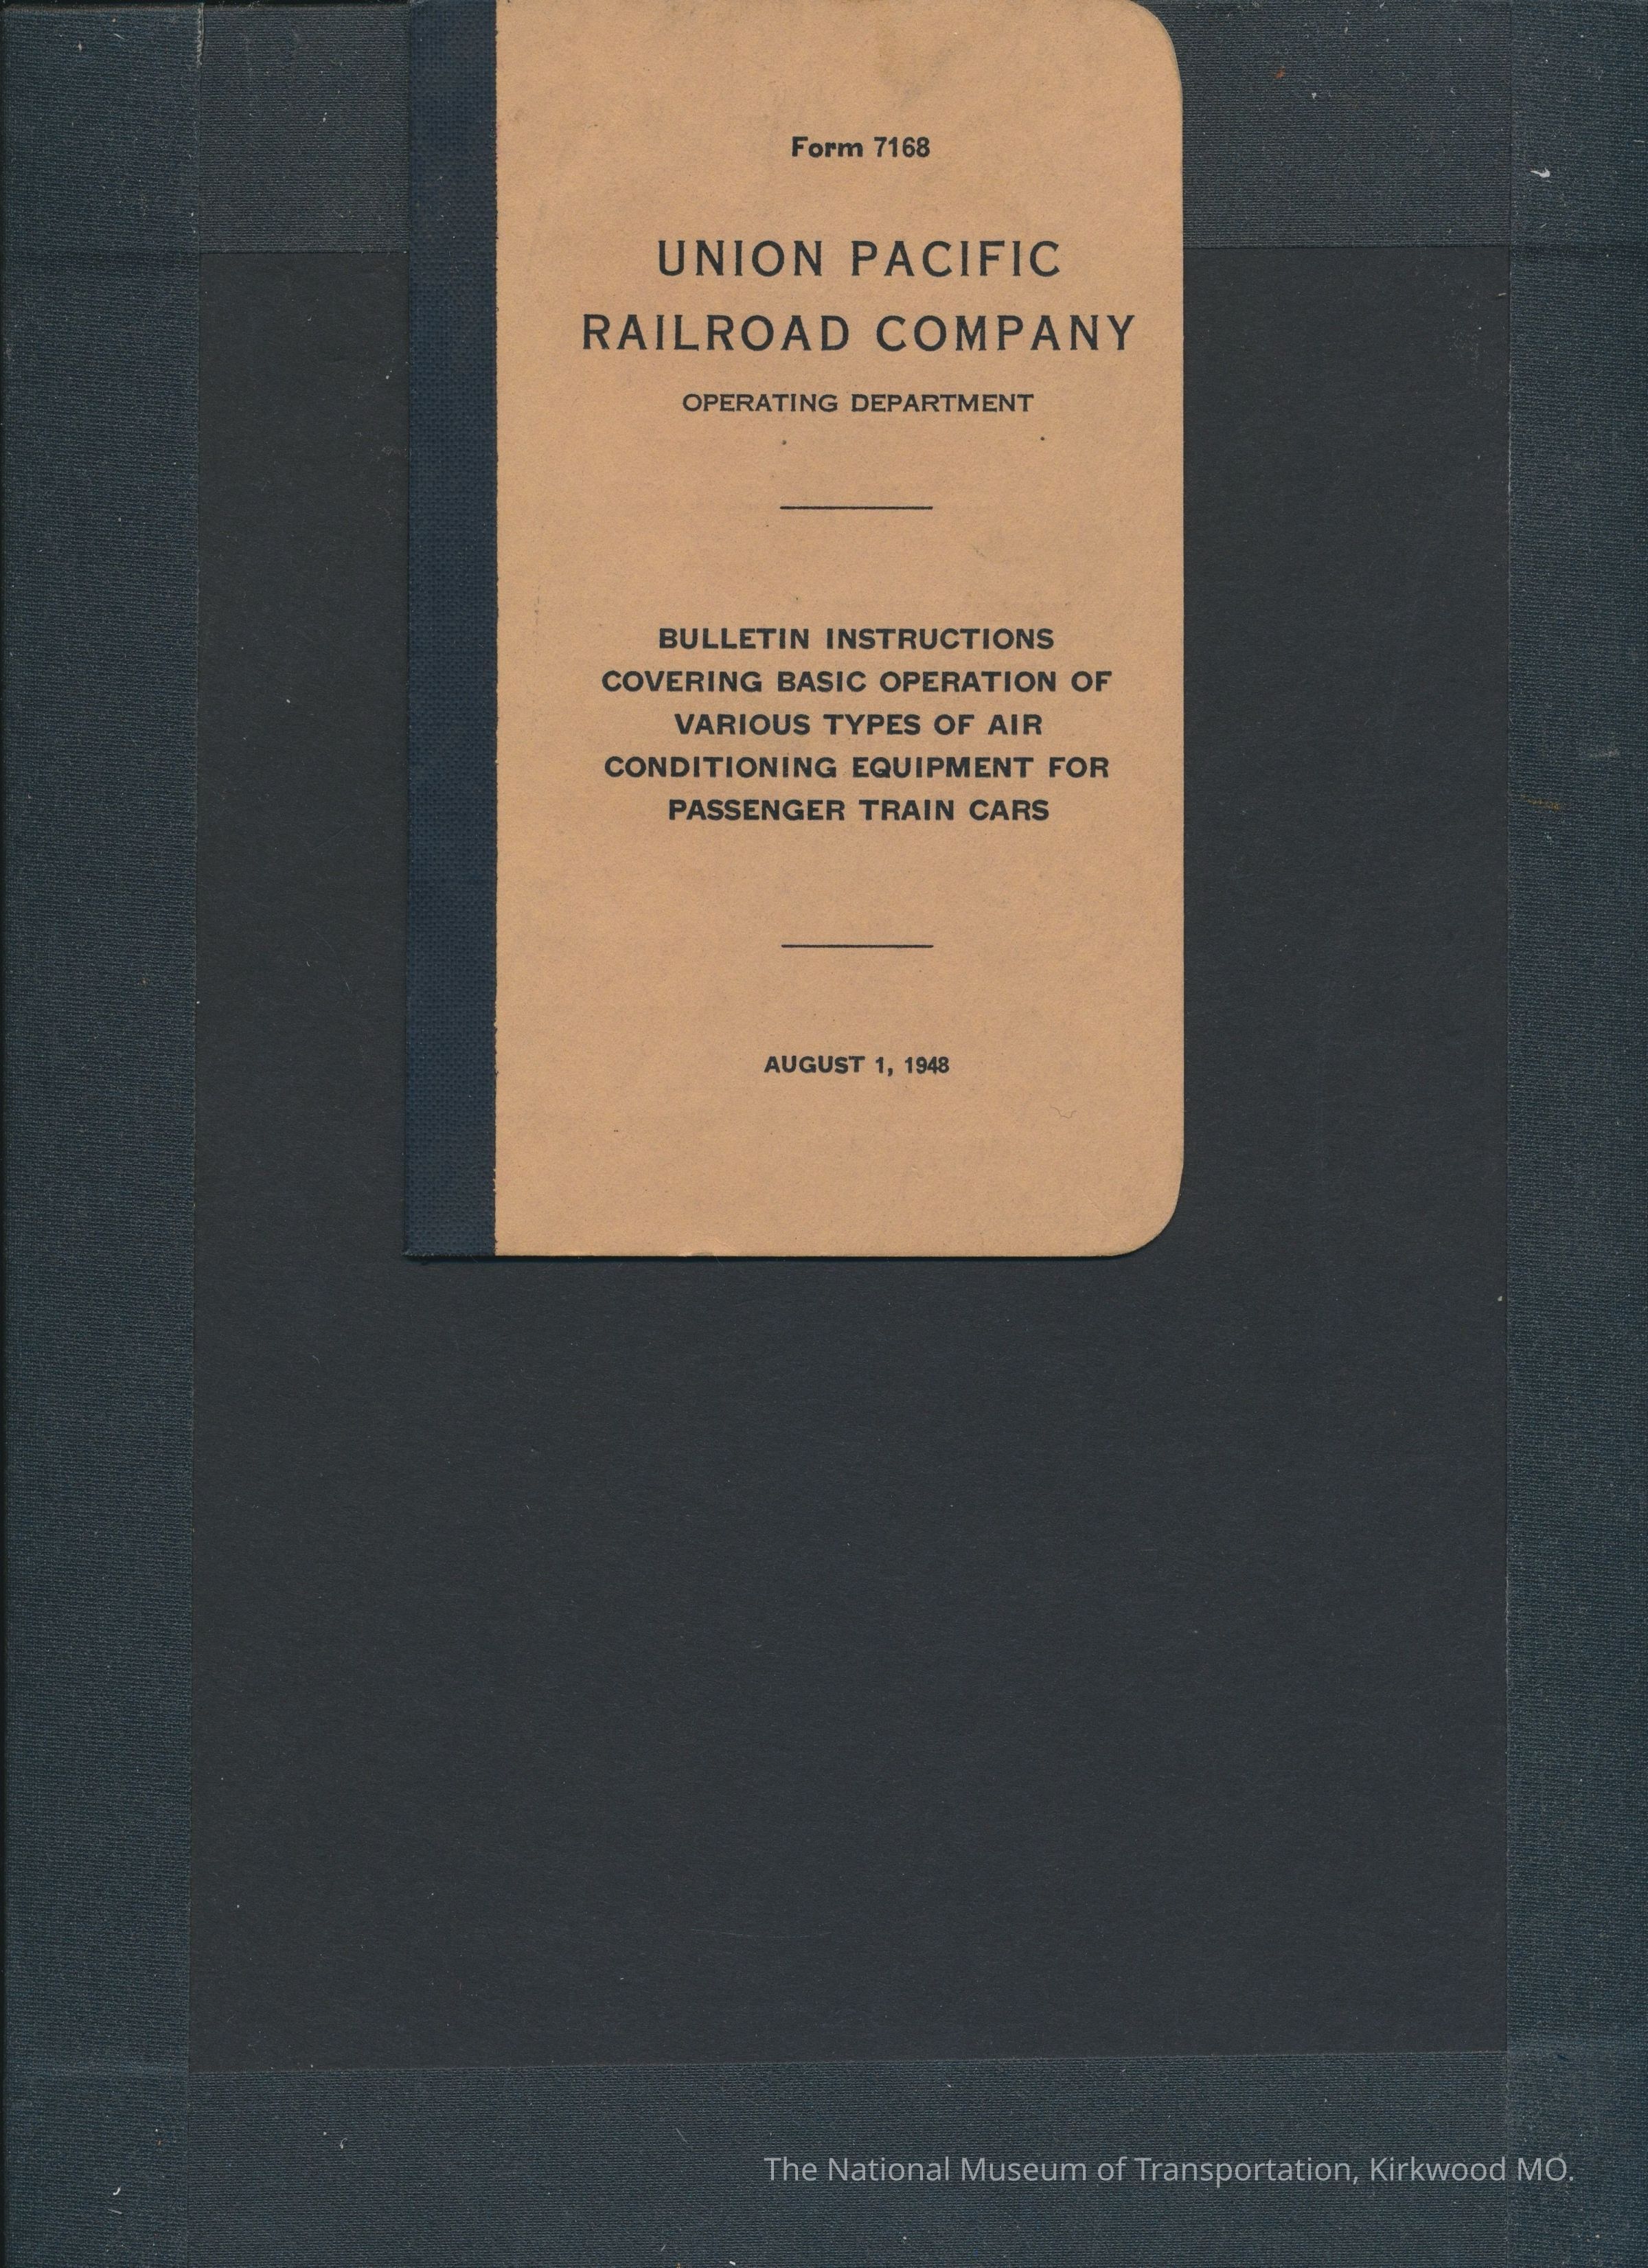 Form 7168
UNION PACIFIC
RAILROAD COMPANY
OPERATING DEPARTMENT
BULLETIN INSTRUCTIONS
COVERING BASIC OPERATION OF
VARIOUS TYPES OF AIR
CONDITIONING EQUIPMENT FOR
PASSENGER TRAIN CARS
AUGUST 1, 1948
The National Museum of Transportation, Kirkwood MO.